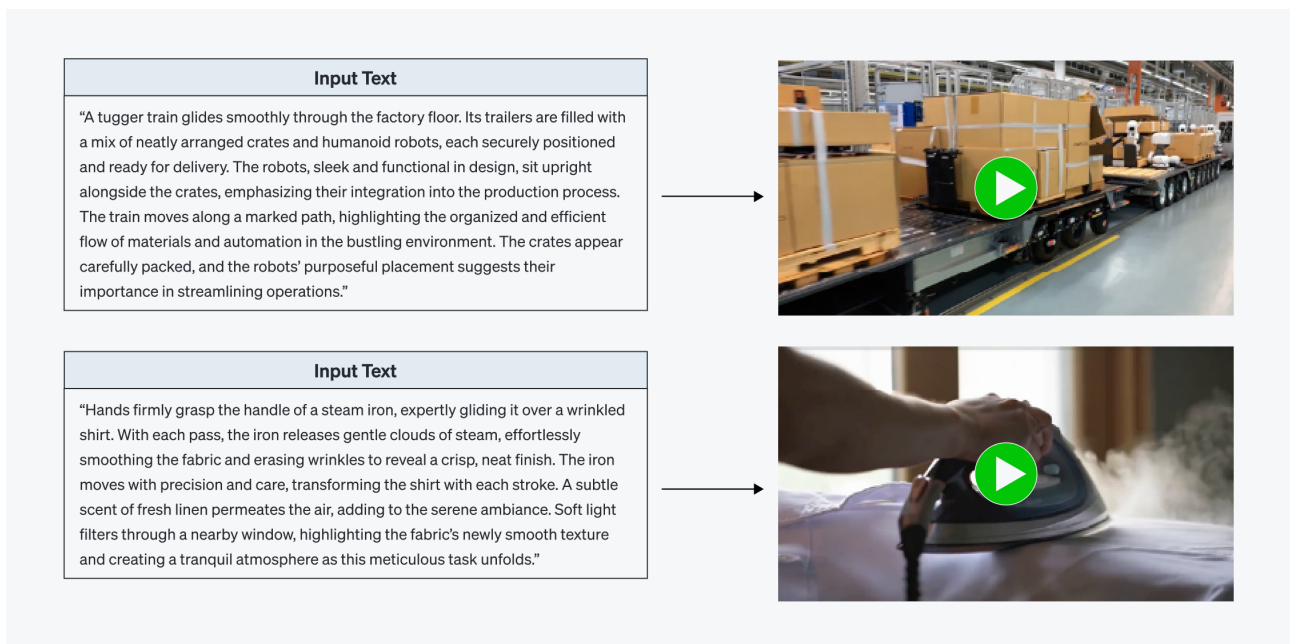 Input Text
“A tugger train glides smoothly through the factory floor. Its trailers are filled with
a mix of neatly arranged crates and humanoid robots, each securely positioned
and ready for delivery. The robots, sleek and functional in design, sit upright
alongside the crates, emphasizing their integration into the production process.
The train moves along a marked path, highlighting the organized and efficient
flow of materials and automation in the bustling environment. The crates appear
carefully packed, and the robots’ purposeful placement suggests their
importance in streamlining operations.”
Input Text
“Hands firmly grasp the handle of a steam iron, expertly gliding it over a wrinkled
shirt. With each pass, the iron releases gentle clouds of steam, effortlessly
smoothing the fabric and erasing wrinkles to reveal a crisp, neat finish. The iron
moves with precision and care, transforming the shirt with each stroke. A subtle
scent of fresh linen permeates the air, adding to the serene ambiance. Soft light
filters through a nearby window, highlighting the fabric’s newly smooth texture
and creating a tranquil atmosphere as this meticulous task unfolds.”